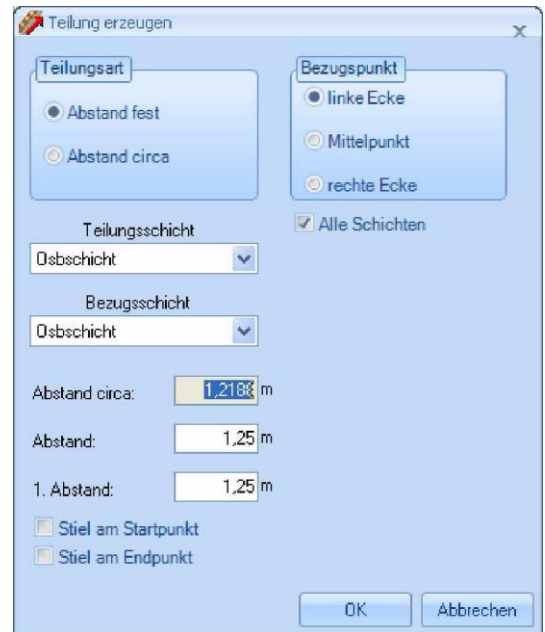 Teilung erzeugen
Teilungsart
Abstand fest
Abstand circa
Bezugspunkt
linke Ecke
Mittelpunkt
rechte Ecke
Alle Schichten
Teilungsschicht
Osbschicht
Bezugsschicht
Osbschicht
Abstand circa: m
Abstand: 1,25 m
1. Abstand: 1,25 m
Stiel am Startpunkt
Stiel am Endpunkt
OK Abbrechen